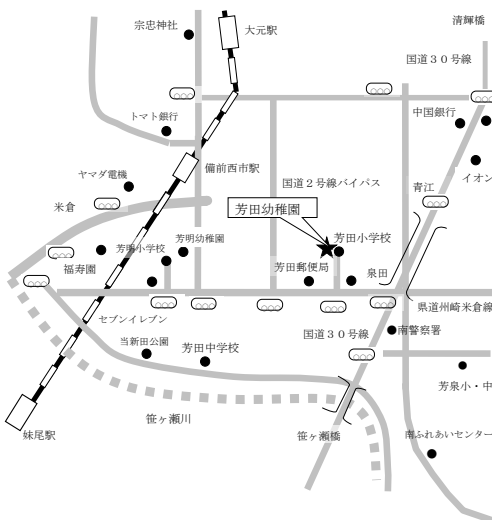 清輝橋
宗忠神社
大元駅
国道３０号線
トマト銀行
中国銀行
備前西市駅
ヤマダ電機
国道２号線バイパス
イオン
青江
米倉
芳田幼稚園
芳明幼稚園
芳田小学校
芳明小学校
福寿園
芳田郵便局
泉田
県道州崎米倉線
セブンイレブン
国道３０号線
南警察署
当新田公園
芳田中学校
芳泉小・中
笹ヶ瀬川
笹ヶ瀬橋
妹尾駅
南ふれあいセンター